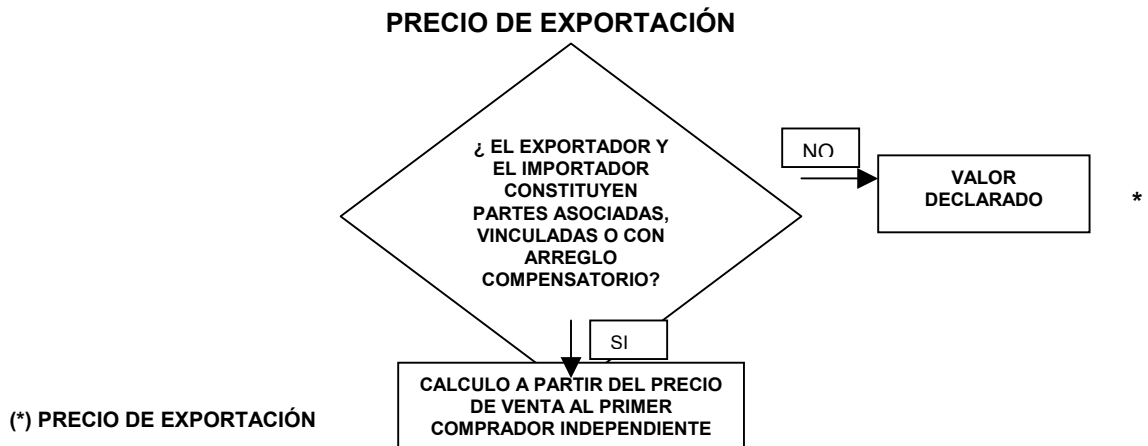 PRECIO DE EXPORTACIÓN
¿ EL EXPORTADOR Y
EL IMPORTADOR
CONSTITUYEN
PARTES ASOCIADAS,
VINCULADAS O CON
ARREGLO
COMPENSATORIO?
NO
VALOR
DECLARADO
*
SI
CALCULO A PARTIR DEL PRECIO
DE VENTA AL PRIMER
COMPRADOR INDEPENDIENTE
(*) PRECIO DE EXPORTACIÓN